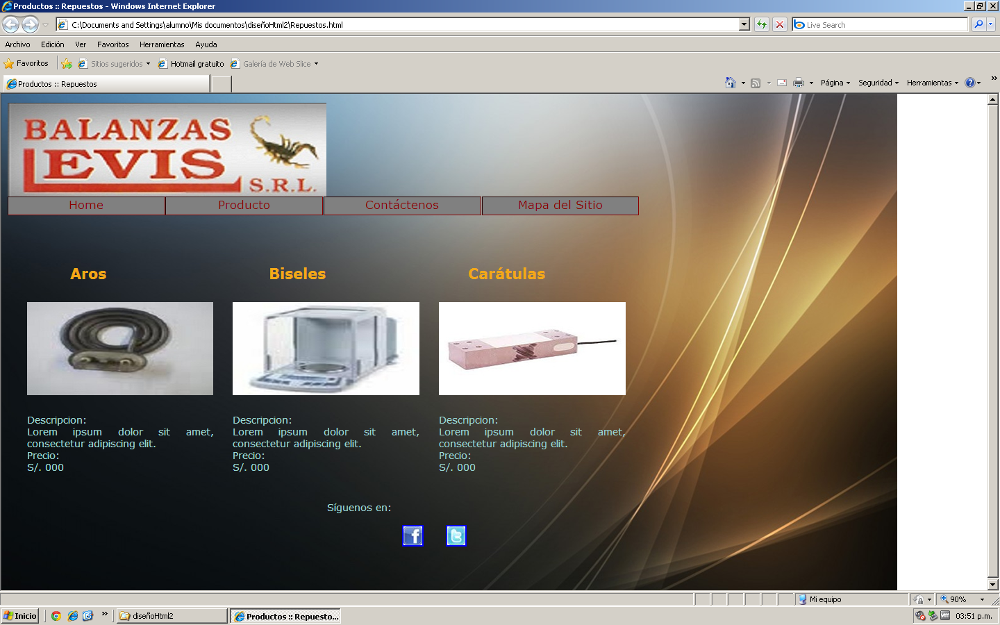 Productos :: Repuestos - Windows Internet Explorer
C:\Documents and Settings\alumno\Mis documentos\diseñoHtml2\Repuestos.html
Live Search
Archivo Edición Ver Favoritos Herramientas Ayuda
Favoritos Sitios sugeridos Hotmail gratuito Galería de Web Slice
Productos :: Repuestos
Página Seguridad Herramientas »
BALANZAS
LEVIS
S.R.L.
Home Producto Contáctenos Mapa del Sitio
Aros Biseles Carátulas
Descripcion:
Lorem ipsum dolor sit amet,
consectetur adipiscing elit.
Precio:
S/. 000
Descripcion:
Lorem ipsum dolor sit amet,
consectetur adipiscing elit.
Precio:
S/. 000
Descripcion:
Lorem ipsum dolor sit amet,
consectetur adipiscing elit.
Precio:
S/. 000
Síguenos en:
Mi equipo 90%
Inicio » diseñoHtml2 Productos :: Repuesto... 03:51 p.m.